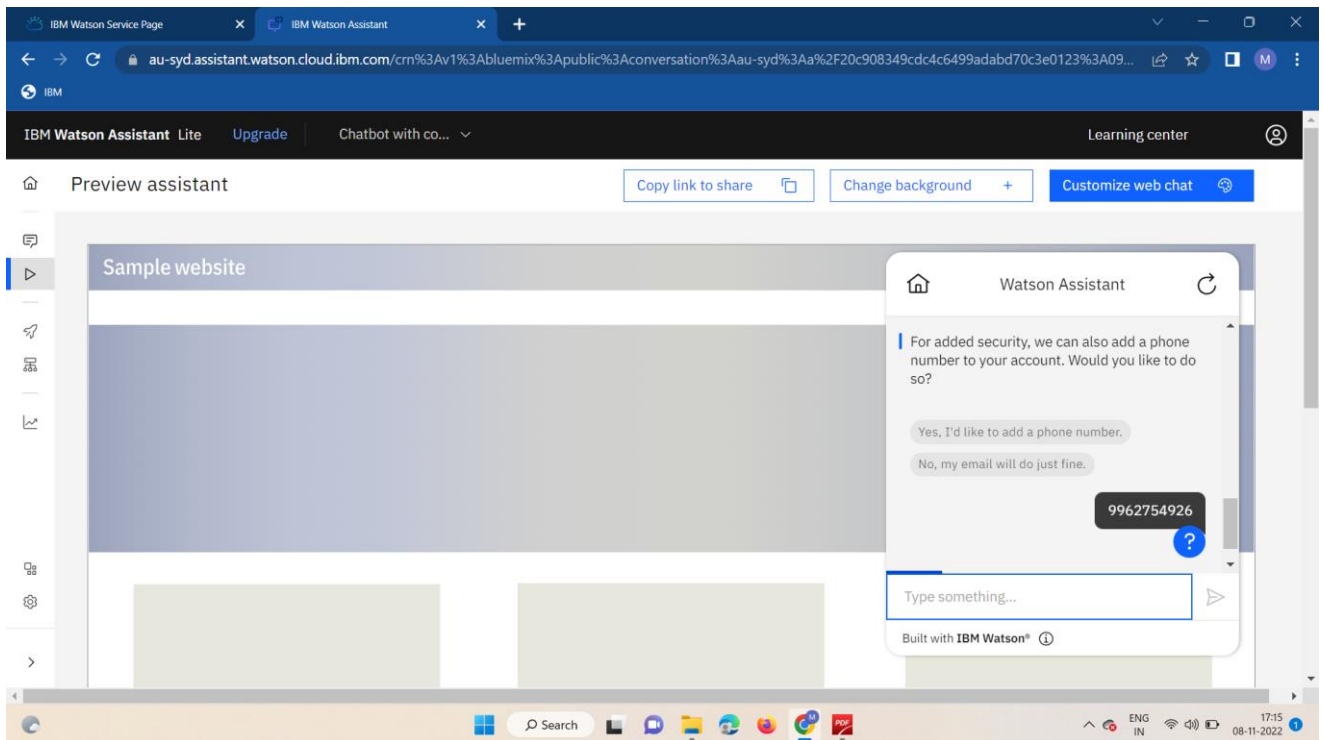 IBM Watson Service Page
IBM Watson Assistant
au-syd.assistant.watson.cloud.ibm.com/crn%3Av1%3Abluemix%3Apublic%3Aconversation%3Aau-syd%3Aa%2F20c908349cdc4c6499adabd70c3e0123%3A09...
M
IBM
IBM Watson Assistant Lite Upgrade Chatbot with co... Learning center
Preview assistant Copy link to share Change background + Customize web chat
Sample website
Watson Assistant
For added security, we can also add a phone
number to your account. Would you like to do
so?
Yes, I'd like to add a phone number.
No, my email will do just fine.
9962754926
?
Type something...
Built with IBM Watson®
Search
M
PDF
ENG
IN
17:15
08-11-2022
1